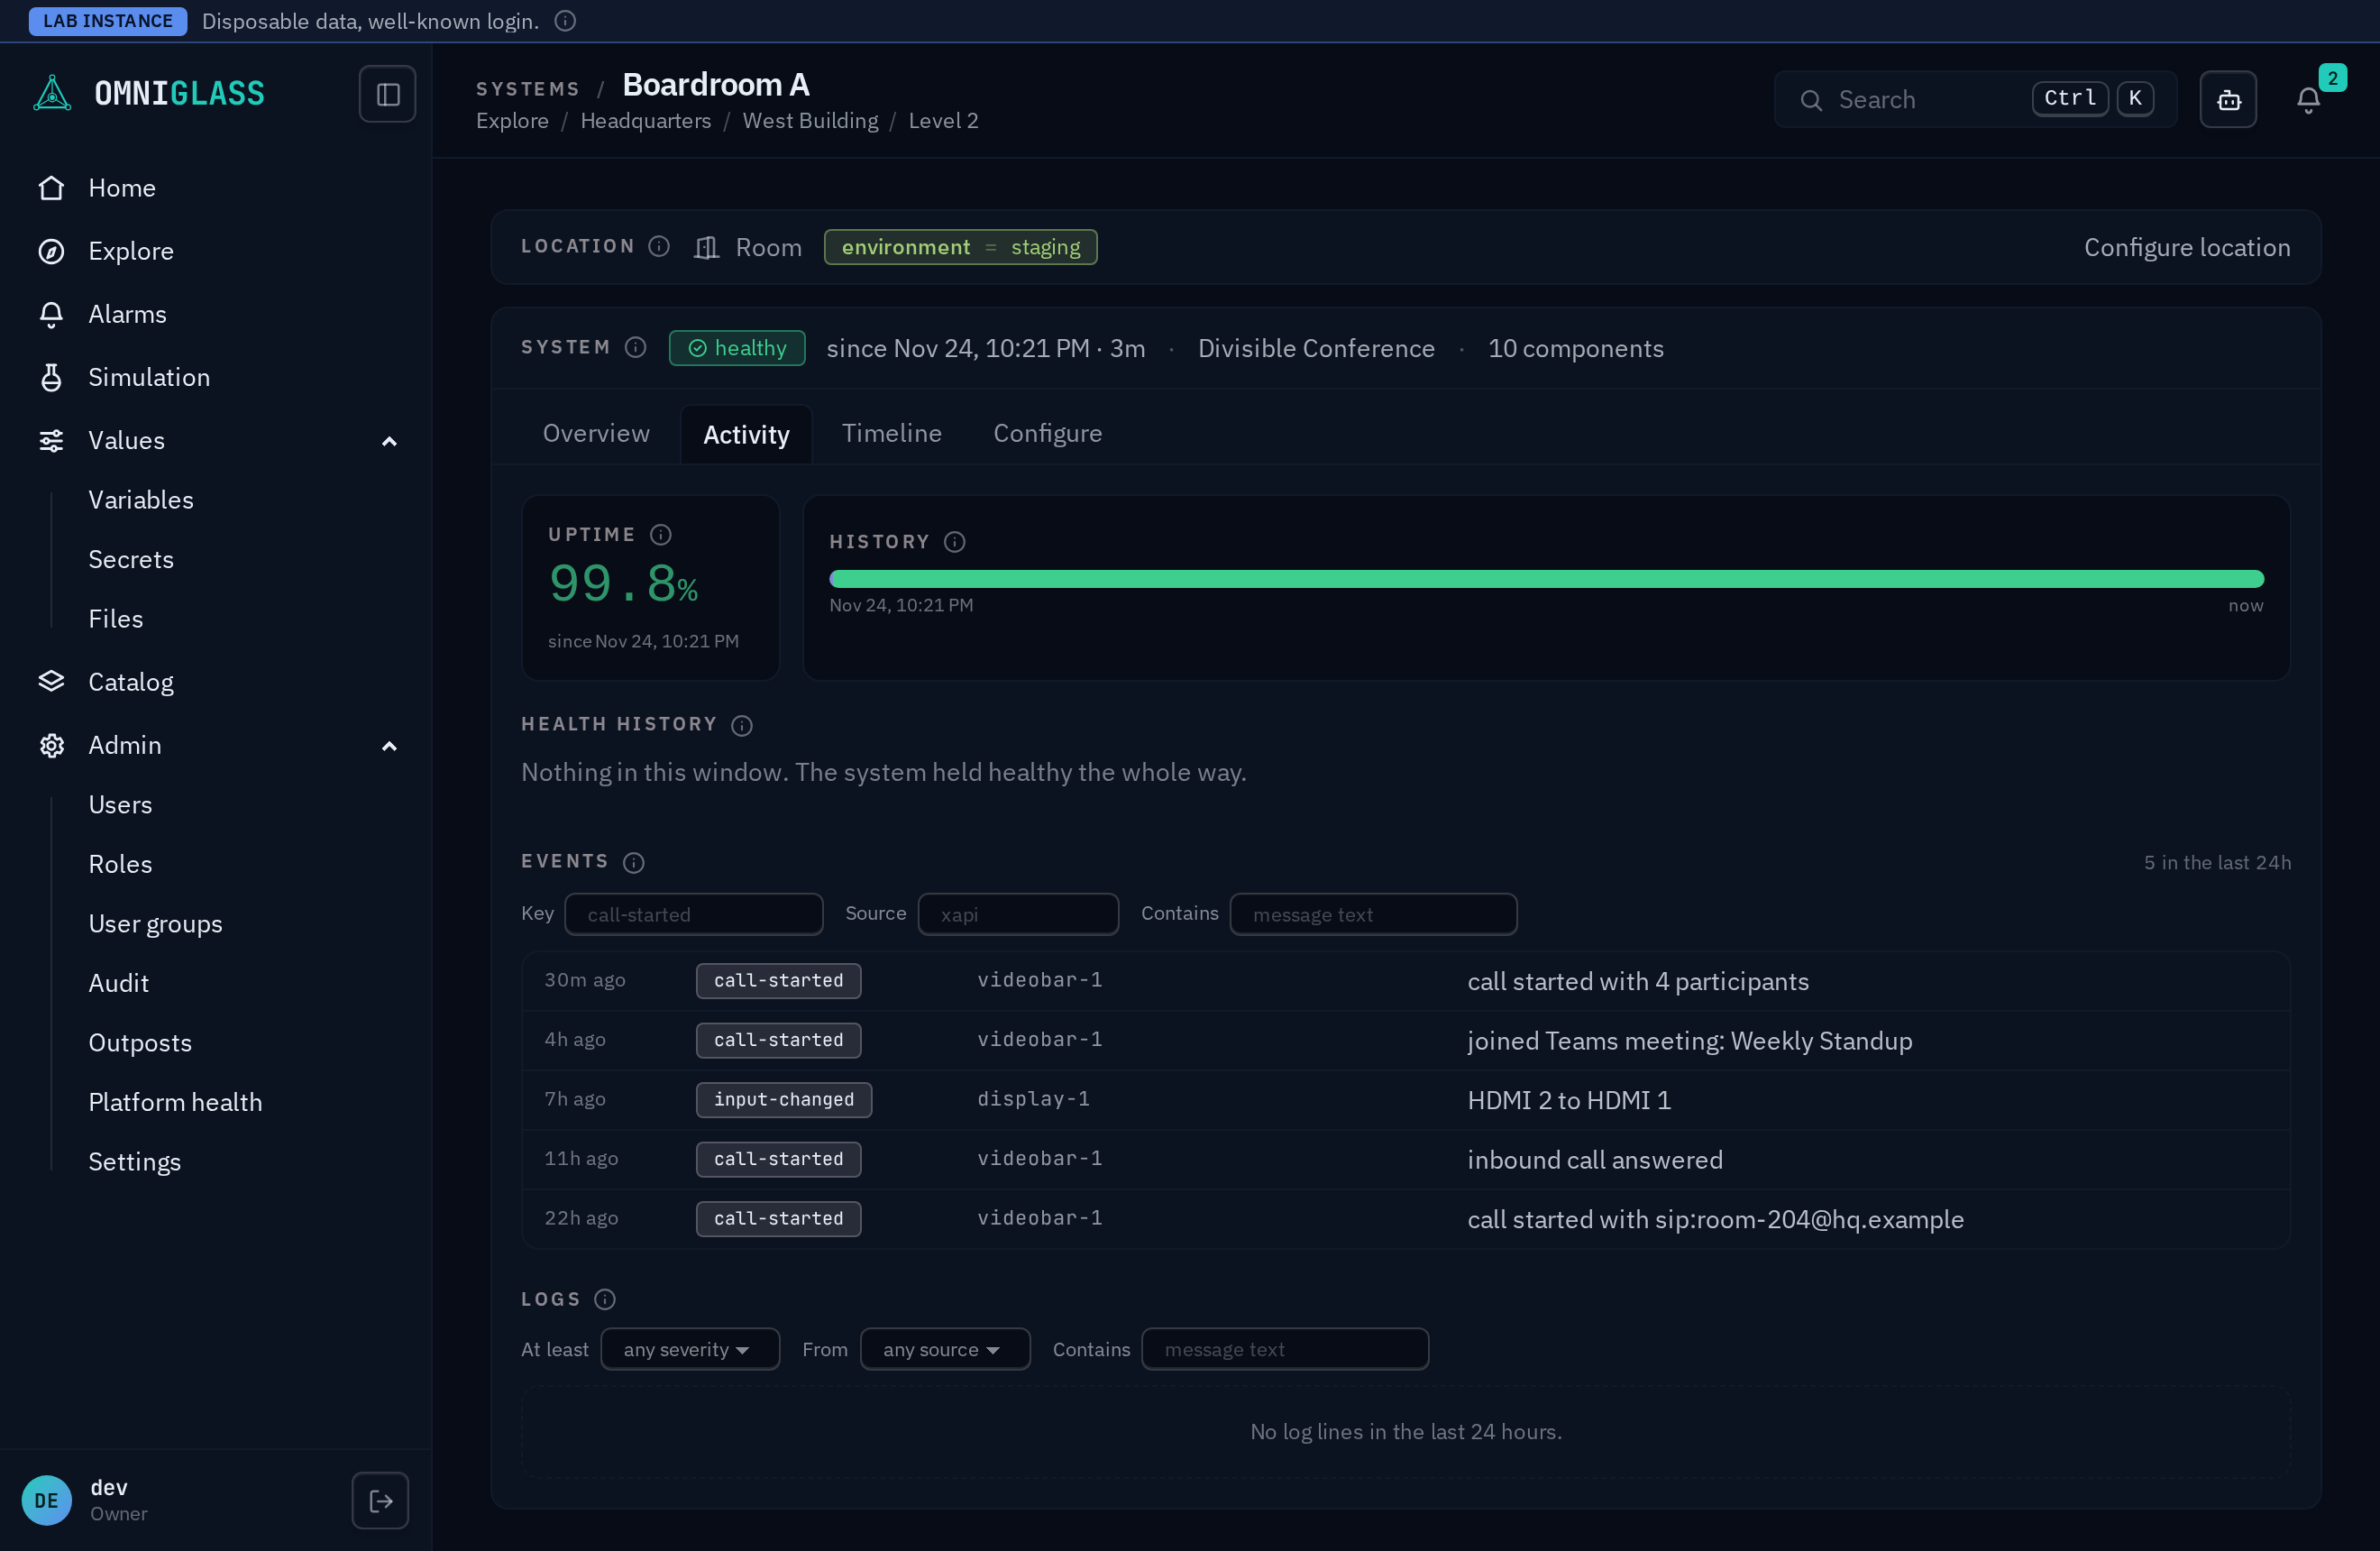 LAB INSTANCE Disposable data, well-known login.
OMNIGLASS
SYSTEMS / Boardroom A
Explore / Headquarters / West Building / Level 2
Search Ctrl K
2
Home
Explore
Alarms
Simulation
Values
Variables
Secrets
Files
Catalog
Admin
Users
Roles
User groups
Audit
Outposts
Platform health
Settings
DE dev
Owner
LOCATION Room environment = staging Configure location
SYSTEM healthy since Nov 24, 10:21 PM · 3m · Divisible Conference · 10 components
Overview Activity Timeline Configure
UPTIME
99.8%
since Nov 24, 10:21 PM
HISTORY
Nov 24, 10:21 PM now
HEALTH HISTORY
Nothing in this window. The system held healthy the whole way.
EVENTS 5 in the last 24h
Key call-started Source xapi Contains message text
30m ago call-started videobar-1 call started with 4 participants
4h ago call-started videobar-1 joined Teams meeting: Weekly Standup
7h ago input-changed display-1 HDMI 2 to HDMI 1
11h ago call-started videobar-1 inbound call answered
22h ago call-started videobar-1 call started with sip:room-204@hq.example
LOGS
At least any severity From any source Contains message text
No log lines in the last 24 hours.